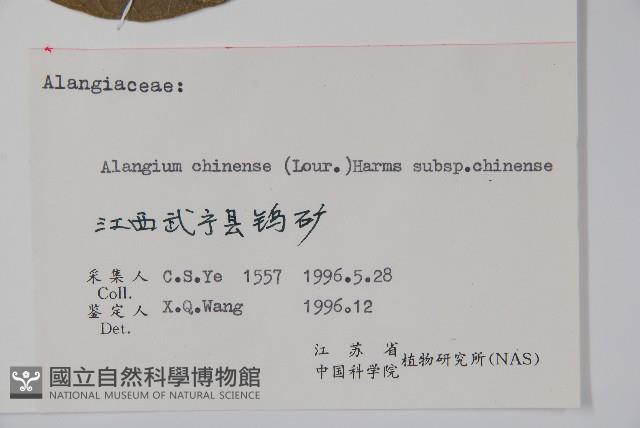 Alangiaceae:
Alangium chinense (Lour.)Harms subsp.chinense
江西武宁县钨矿
采集人 C.S.Ye 1557 1996.5.28
Coll.
鉴定人 X.Q.Wang 1996.12
Det.
江苏省
中国科学院 植物研究所(NAS)
國立自然科學博物館
NATIONAL MUSEUM OF NATURAL SCIENCE